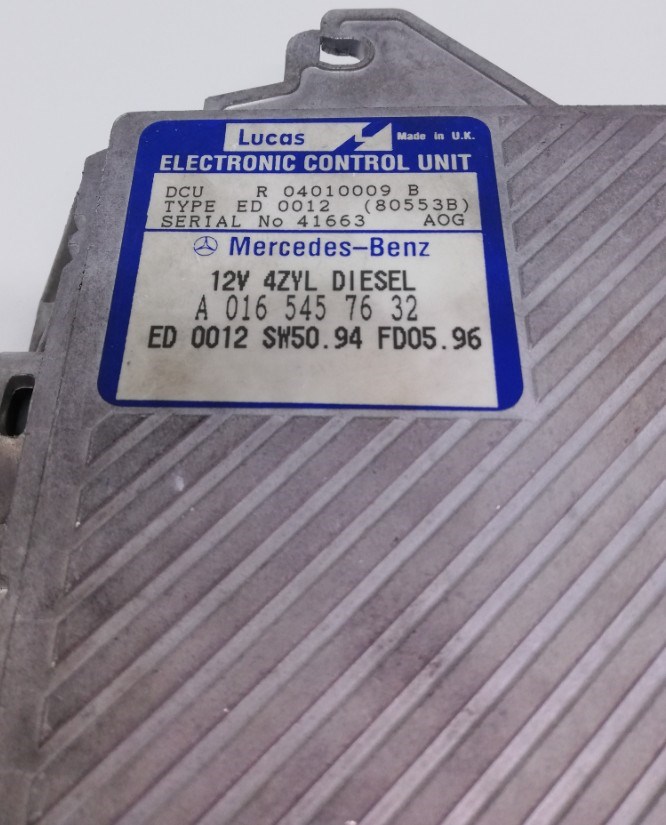 Lucas Made in U.K.
ELECTRONIC CONTROL UNIT
DCU R 04010009 B
TYPE ED 0012 (80553B)
SERIAL No 41663 AOG
Mercedes-Benz
12V 4ZYL DIESEL
A 016 545 76 32
ED 0012 SW50.94 FD05.96